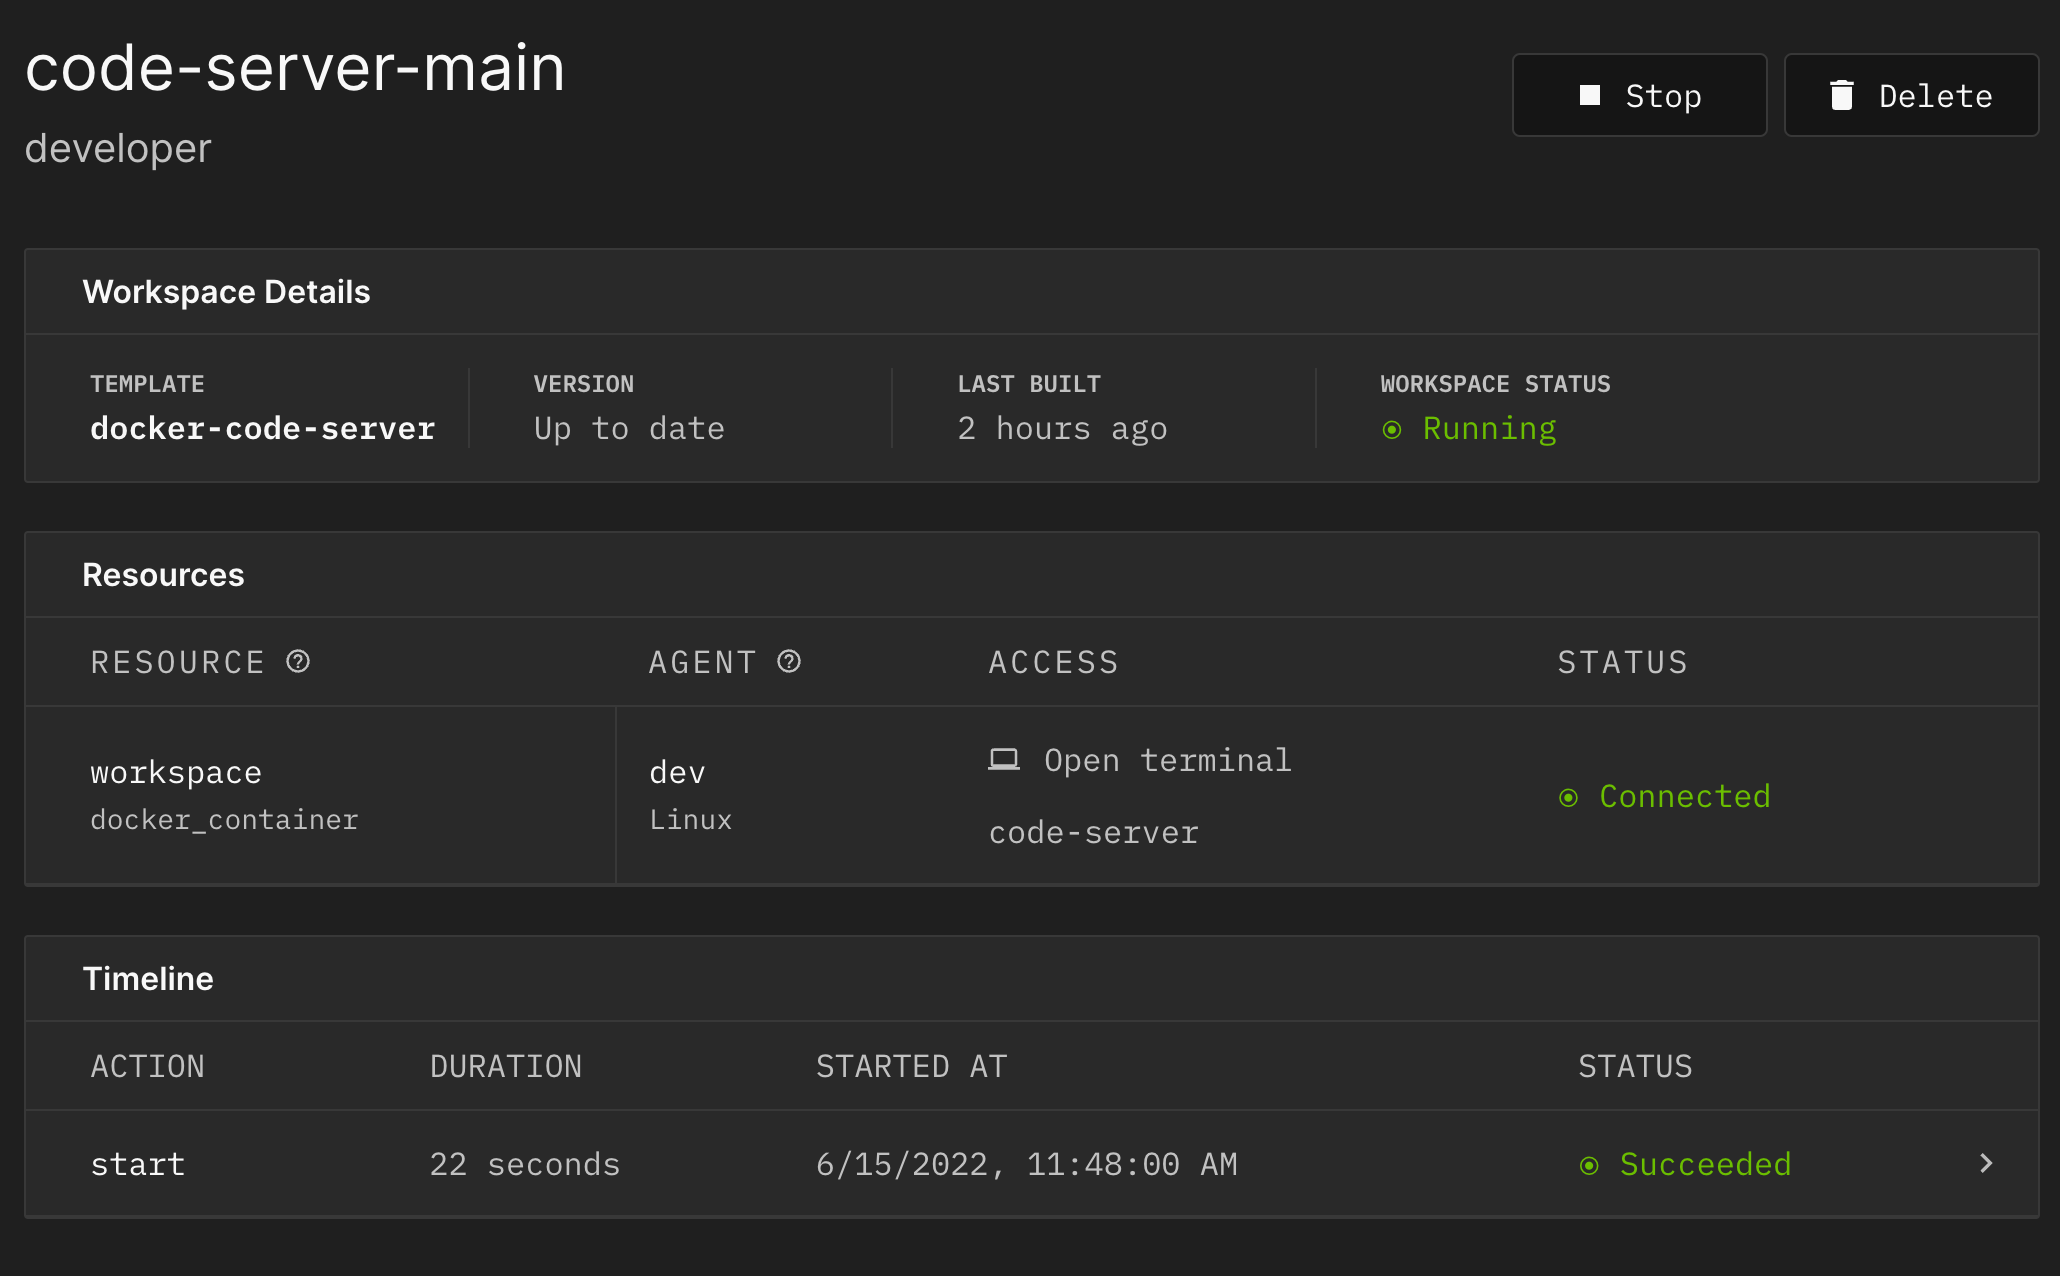 code-server-main
developer
Stop
Delete
Workspace Details
TEMPLATE
docker-code-server
VERSION
Up to date
LAST BUILT
2 hours ago
WORKSPACE STATUS
Running
Resources
RESOURCE
AGENT
ACCESS
STATUS
workspace
docker_container
dev
Linux
Open terminal
code-server
Connected
Timeline
ACTION
DURATION
STARTED AT
STATUS
start
22 seconds
6/15/2022, 11:48:00 AM
Succeeded